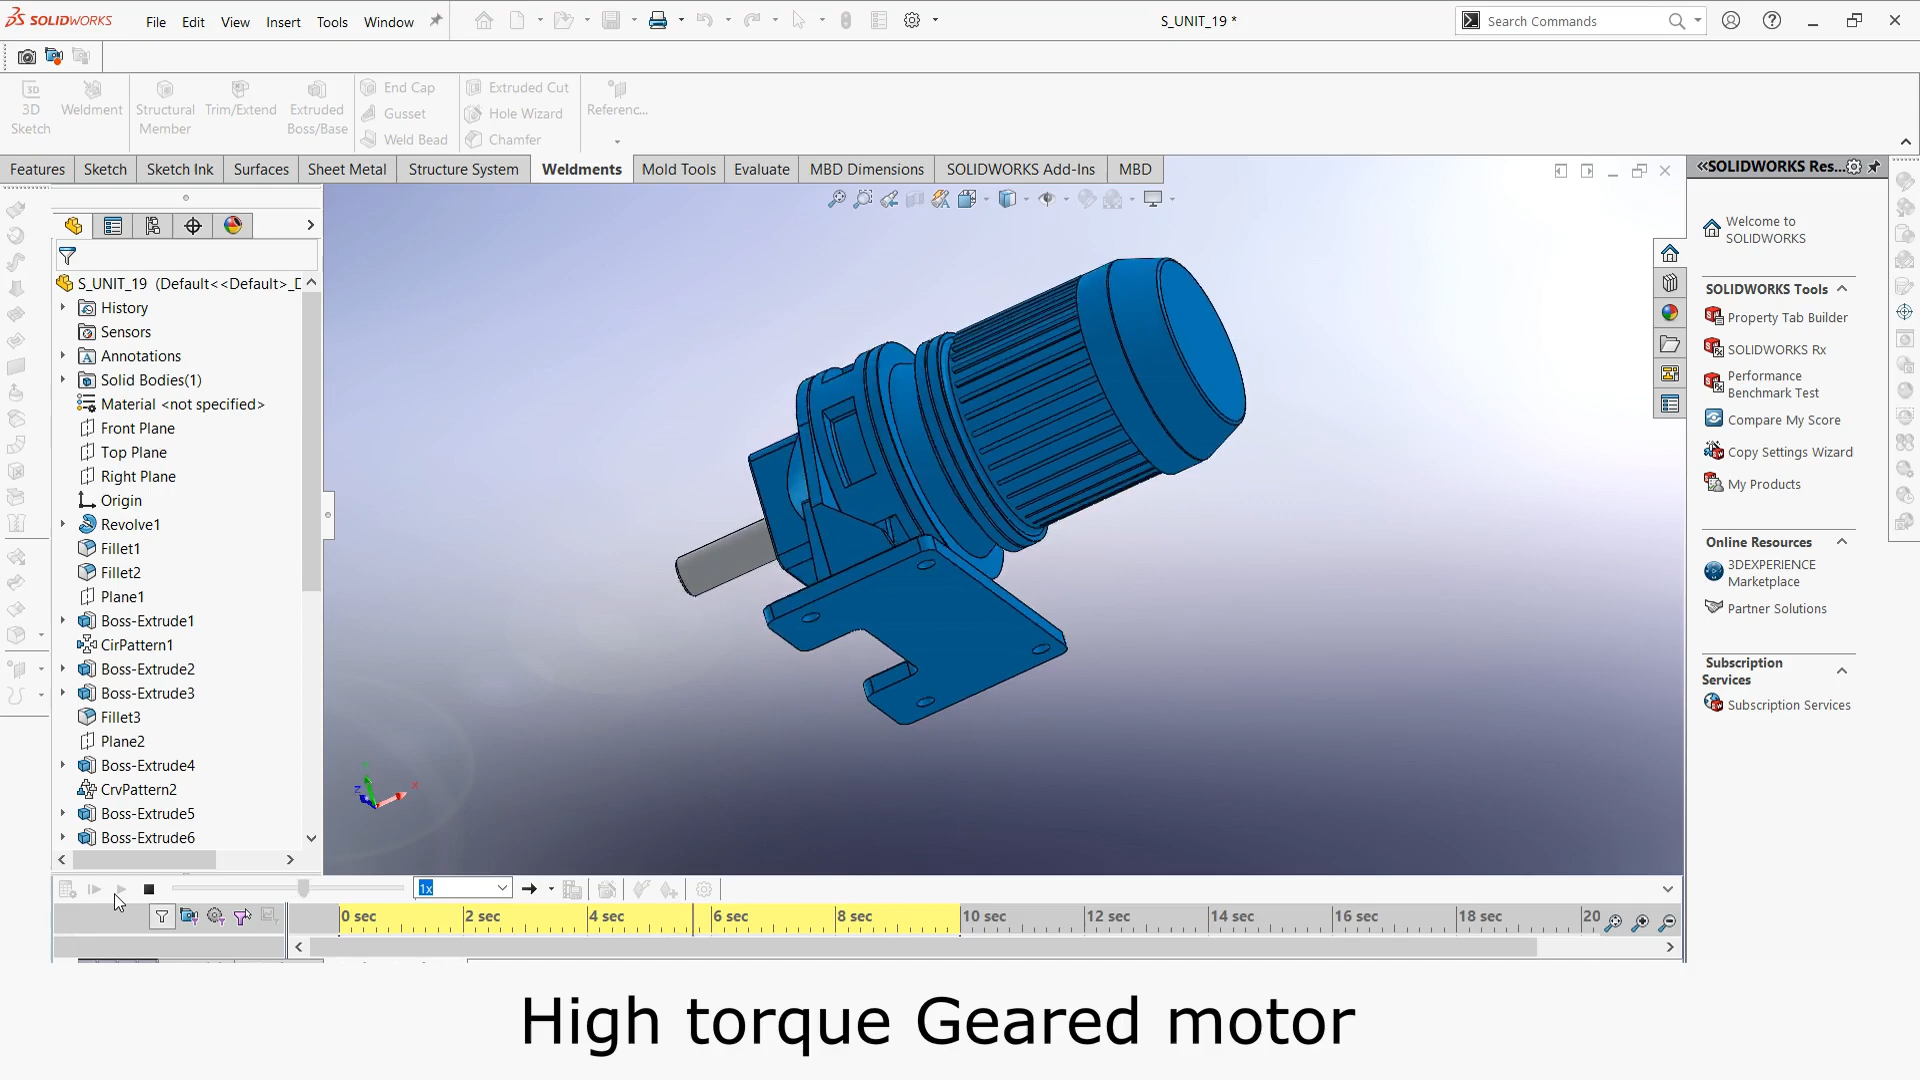 SOLIDWORKS File Edit View Insert Tools Window S_UNIT_19 * Search Commands
3D Sketch
Weldment
Structural Member
Trim/Extend
Extruded Boss/Base
End Cap
Gusset
Weld Bead
Extruded Cut
Hole Wizard
Chamfer
Referenc...
Features Sketch Sketch Ink Surfaces Sheet Metal Structure System Weldments Mold Tools Evaluate MBD Dimensions SOLIDWORKS Add-Ins MBD
S_UNIT_19 (Default<<Default>_D
History
Sensors
Annotations
Solid Bodies(1)
Material <not specified>
Front Plane
Top Plane
Right Plane
Origin
Revolve1
Fillet1
Fillet2
Plane1
Boss-Extrude1
CirPattern1
Boss-Extrude2
Boss-Extrude3
Fillet3
Plane2
Boss-Extrude4
CrvPattern2
Boss-Extrude5
Boss-Extrude6
Y
Z
X
SOLIDWORKS Res...
Welcome to
SOLIDWORKS
SOLIDWORKS Tools
Property Tab Builder
SOLIDWORKS Rx
Performance
Benchmark Test
Compare My Score
Copy Settings Wizard
My Products
Online Resources
3DEXPERIENCE
Marketplace
Partner Solutions
Subscription
Services
Subscription Services
1x
0 sec 2 sec 4 sec 6 sec 8 sec 10 sec 12 sec 14 sec 16 sec 18 sec 20
High torque Geared motor